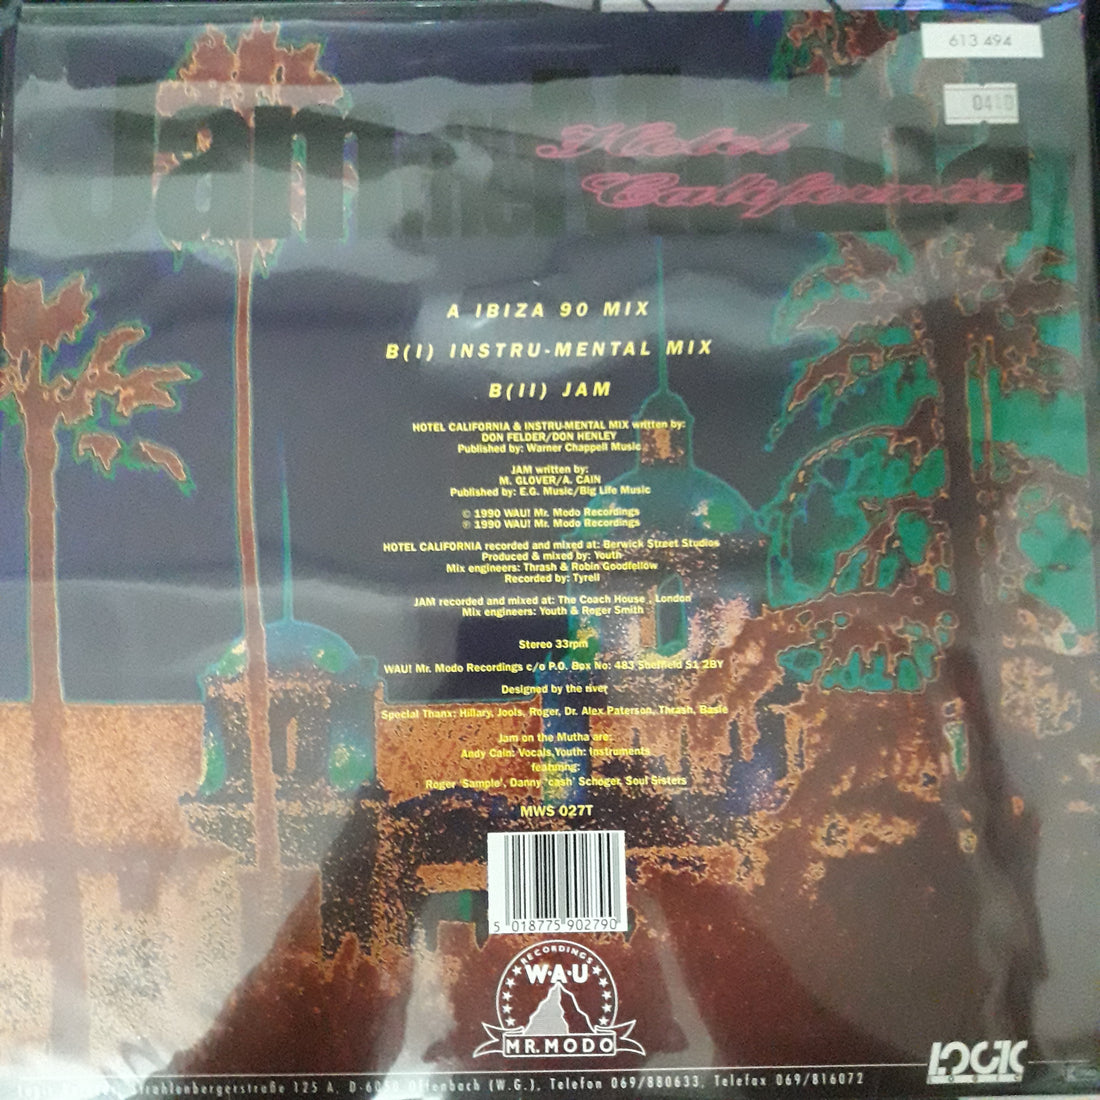 613 494
0410
Jam on the Mutha
Hotel
California
A IBIZA 90 MIX
B(I) INSTRU-MENTAL MIX
B(II) JAM
HOTEL CALIFORNIA & INSTRU-MENTAL MIX written by:
DON FELDER/DON HENLEY
Published by: Warner Chappell Music
JAM written by:
M. GLOVER/A. CAIN
Published by: E.G. Music/Big Life Music
© 1990 WAU! Mr. Modo Recordings
℗ 1990 WAU! Mr. Modo Recordings
HOTEL CALIFORNIA recorded and mixed at: Berwick Street Studios
Produced & mixed by: Youth
Mix engineers: Thrash & Robin Goodfellow
Recorded by: Tyrell
JAM recorded and mixed at: The Coach House , London
Mix engineers: Youth & Roger Smith
Stereo 33rpm
WAU! Mr. Modo Recordings c/o P.O. Box No: 483 Sheffield S1 2BY
Designed by the river
Special Thanx: Hillary, Jools, Roger, Dr. Alex Paterson, Thrash, Basle
Jam on the Mutha are:
Andy Cain: Vocals,Youth: Instruments
featuring:
Roger 'Sample', Danny 'cash' Schoger, Soul Sisters
MWS 027T
5 018775 902790
RECORDINGS
W·A·U
MR.MODO
LOGIC
Logic Records, Strahlenbergerstraße 125 A, D-6050 Offenbach (W.G.), Telefon 069/880633, Telefax 069/816072